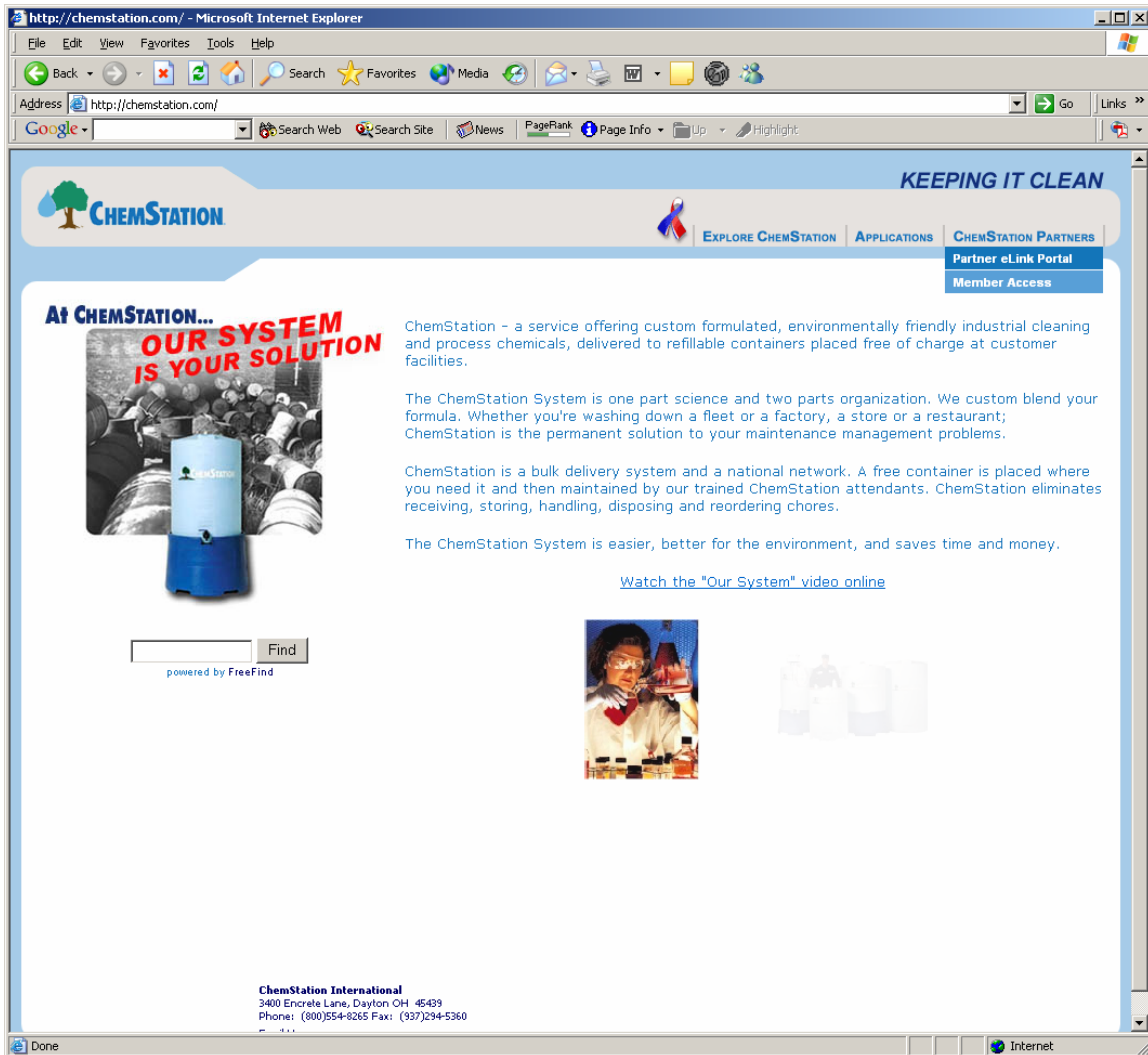 http://chemstation.com/ - Microsoft Internet Explorer
File Edit View Favorites Tools Help
Back Search Favorites Media
Address http://chemstation.com/ Go Links »
Google Search Web Search Site News PageRank Page Info Up Highlight
KEEPING IT CLEAN
CHEMSTATION
EXPLORE CHEMSTATION APPLICATIONS CHEMSTATION PARTNERS
Partner eLink Portal
Member Access
At CHEMSTATION...
OUR SYSTEM
IS YOUR SOLUTION
CHEMSTATION
ChemStation - a service offering custom formulated, environmentally friendly industrial cleaning
and process chemicals, delivered to refillable containers placed free of charge at customer
facilities.
The ChemStation System is one part science and two parts organization. We custom blend your
formula. Whether you're washing down a fleet or a factory, a store or a restaurant;
ChemStation is the permanent solution to your maintenance management problems.
ChemStation is a bulk delivery system and a national network. A free container is placed where
you need it and then maintained by our trained ChemStation attendants. ChemStation eliminates
receiving, storing, handling, disposing and reordering chores.
The ChemStation System is easier, better for the environment, and saves time and money.
Watch the "Our System" video online
Find
powered by FreeFind
ChemStation International
3400 Encrete Lane, Dayton OH 45439
Phone: (800)554-8265 Fax: (937)294-5360
Done Internet